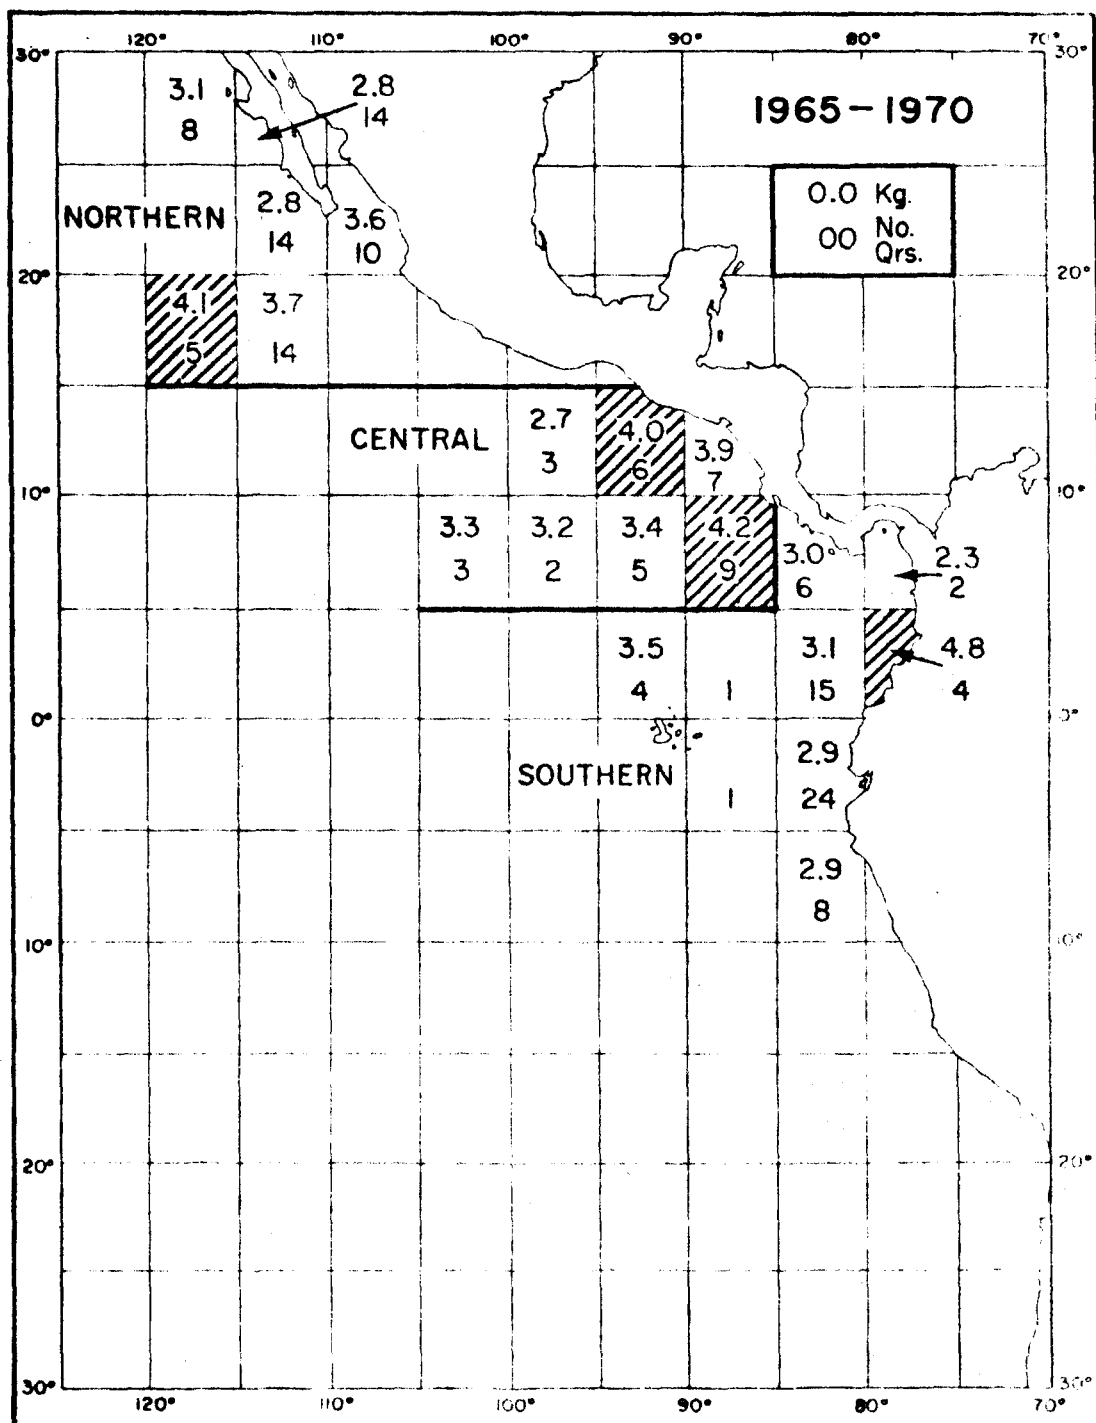 120° 110° 100° 90° 80° 70°
30° 30°
3.1 2.8
8 14
1965–1970
0.0 Kg.
00 No. Qrs.
NORTHERN
2.8 3.6
14 10
20° 20°
4.1 3.7
5 14
CENTRAL
2.7 4.0 3.9
3 6 7
10° 10°
3.3 3.2 3.4 4.2 3.0 2.3
3 2 5 9 6 2
3.5 3.1 4.8
4 1 15 4
0° 0°
SOUTHERN
2.9
1 24
2.9
8
10° 10°
20° 20°
30° 30°
120° 110° 100° 90° 80° 70°